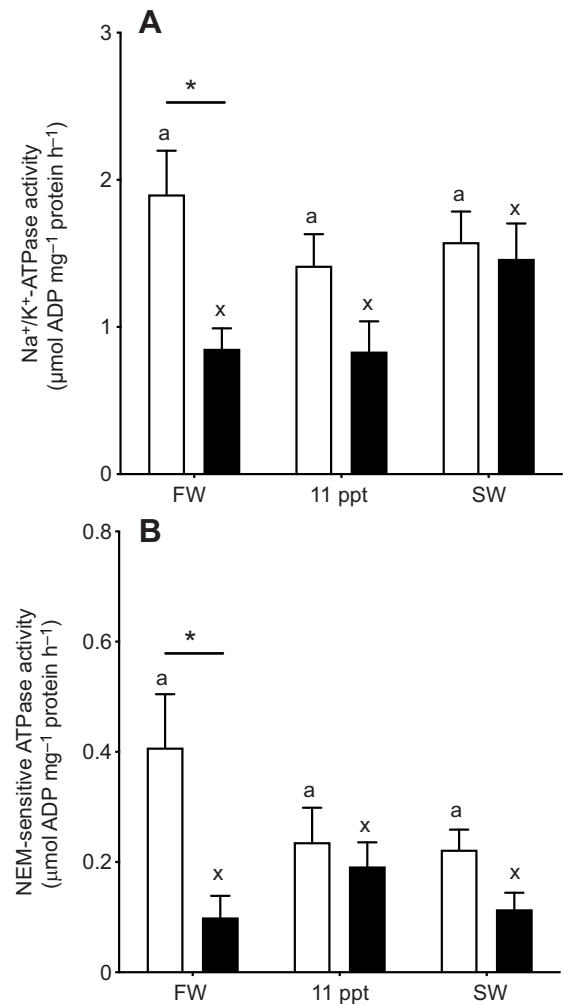 A
Na⁺/K⁺-ATPase activity
(µmol ADP mg⁻¹ protein h⁻¹)
3
2
1
0
*
a
x
a
x
a
x
FW
11 ppt
SW
B
NEM-sensitive ATPase activity
(µmol ADP mg⁻¹ protein h⁻¹)
0.8
0.6
0.4
0.2
0
*
a
x
a
x
a
x
FW
11 ppt
SW